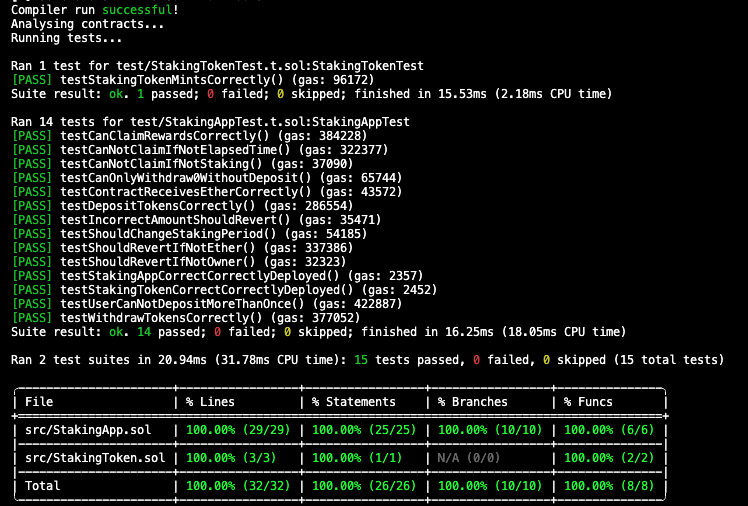 Compiler run successful!
Analysing contracts...
Running tests...
Ran 1 test for test/StakingTokenTest.t.sol:StakingTokenTest
[PASS] testStakingTokenMintsCorrectly() (gas: 96172)
Suite result: ok. 1 passed; 0 failed; 0 skipped; finished in 15.53ms (2.18ms CPU time)
Ran 14 tests for test/StakingAppTest.t.sol:StakingAppTest
[PASS] testCanClaimRewardsCorrectly() (gas: 384228)
[PASS] testCanNotClaimIfNotElapsedTime() (gas: 322377)
[PASS] testCanNotClaimIfNotStaking() (gas: 37090)
[PASS] testCanOnlyWithdraw0WithoutDeposit() (gas: 65744)
[PASS] testContractReceivesEtherCorrectly() (gas: 43572)
[PASS] testDepositTokensCorrectly() (gas: 286554)
[PASS] testIncorrectAmountShouldRevert() (gas: 35471)
[PASS] testShouldChangeStakingPeriod() (gas: 54185)
[PASS] testShouldRevertIfNotEther() (gas: 337386)
[PASS] testShouldRevertIfNotOwner() (gas: 32323)
[PASS] testStakingAppCorrectCorrectlyDeployed() (gas: 2357)
[PASS] testStakingTokenCorrectCorrectlyDeployed() (gas: 2452)
[PASS] testUserCanNotDepositMoreThanOnce() (gas: 422887)
[PASS] testWithdrawTokensCorrectly() (gas: 377052)
Suite result: ok. 14 passed; 0 failed; 0 skipped; finished in 16.25ms (18.05ms CPU time)
Ran 2 test suites in 20.94ms (31.78ms CPU time): 15 tests passed, 0 failed, 0 skipped (15 total tests)
| File | % Lines | % Statements | % Branches | % Funcs |
| src/StakingApp.sol | 100.00% (29/29) | 100.00% (25/25) | 100.00% (10/10) | 100.00% (6/6) |
| src/StakingToken.sol | 100.00% (3/3) | 100.00% (1/1) | N/A (0/0) | 100.00% (2/2) |
| Total | 100.00% (32/32) | 100.00% (26/26) | 100.00% (10/10) | 100.00% (8/8) |